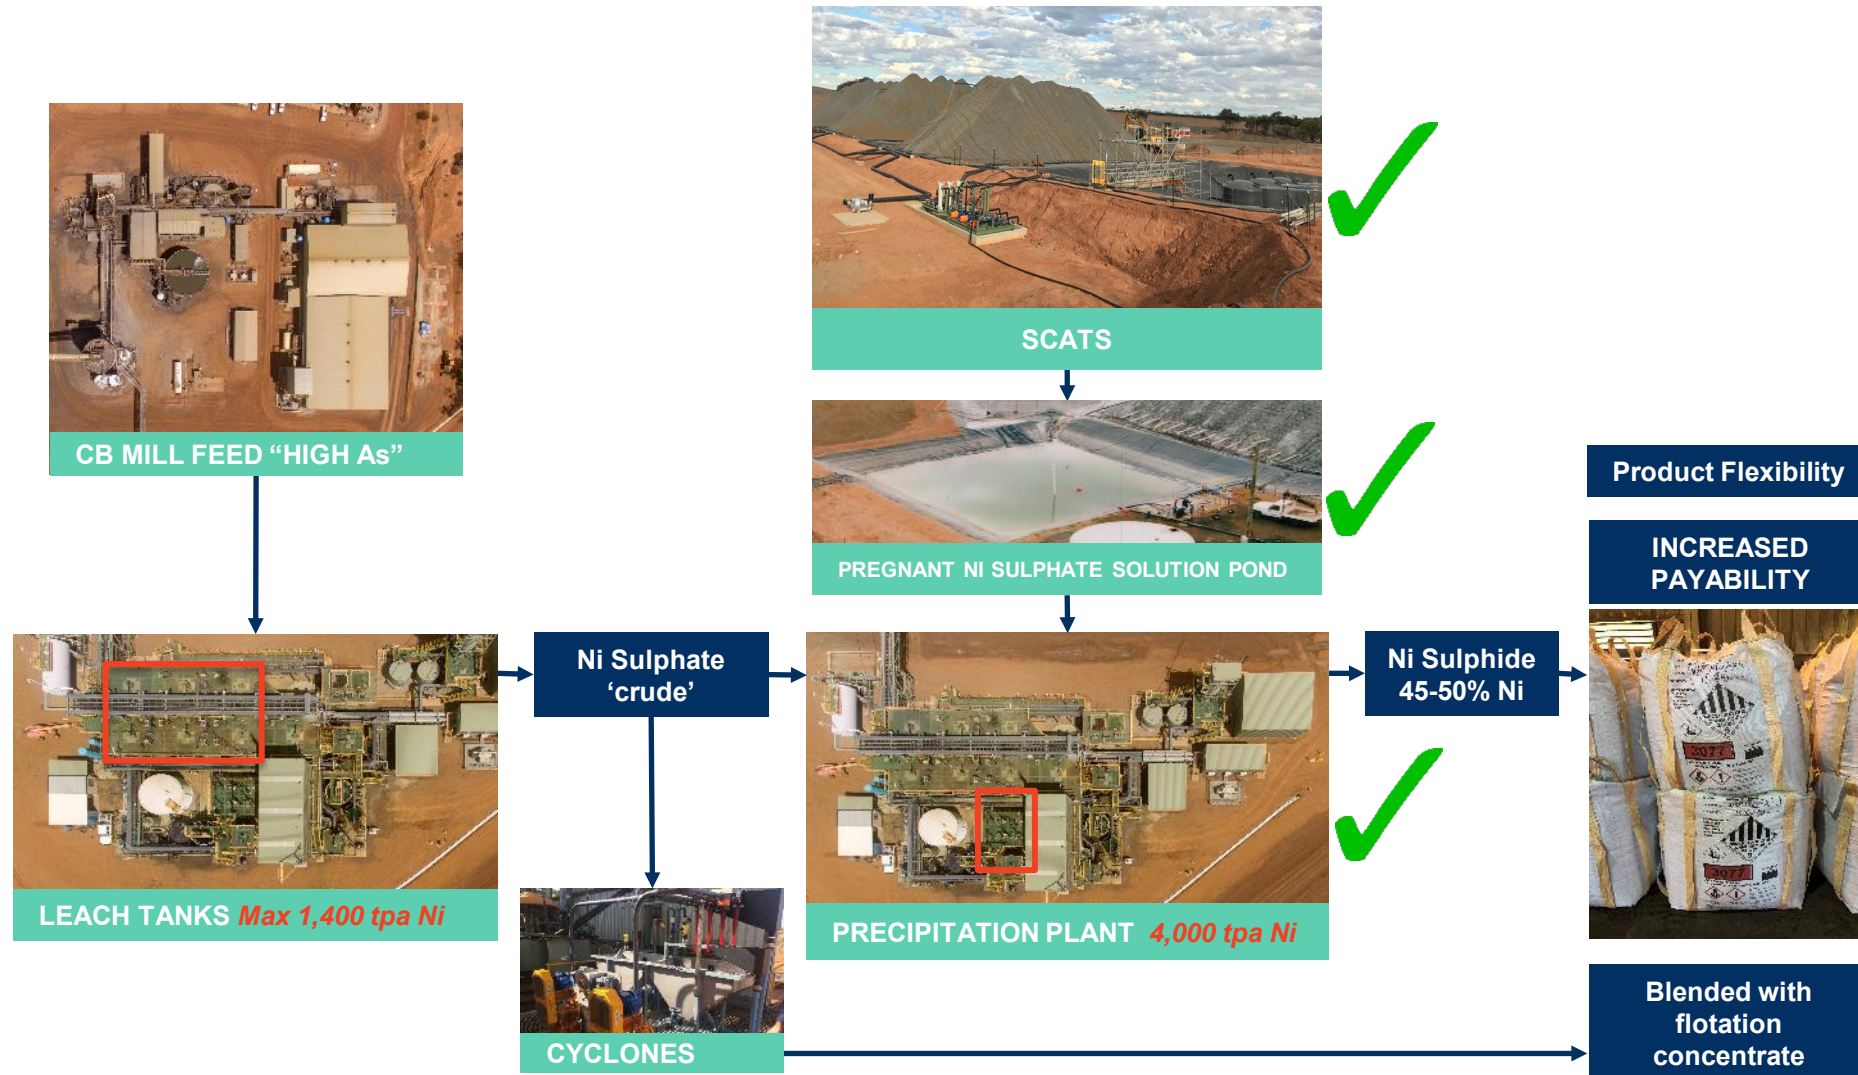 SCATS
CB MILL FEED “HIGH As”
PREGNANT NI SULPHATE SOLUTION POND
Product Flexibility
INCREASED
PAYABILITY
Ni Sulphate
‘crude’
Ni Sulphide
45-50% Ni
3077
3077
LEACH TANKS Max 1,400 tpa Ni
PRECIPITATION PLANT 4,000 tpa Ni
CYCLONES
Blended with
flotation
concentrate